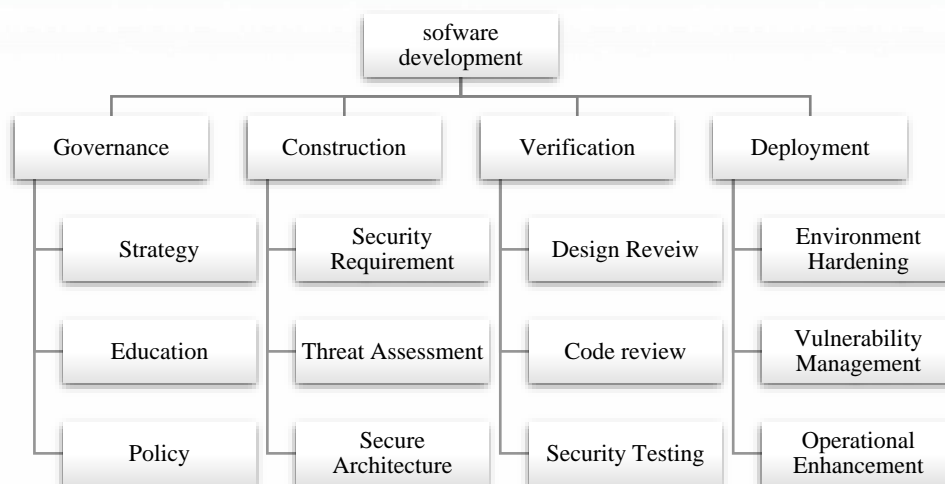 sofware
development
Governance
Construction
Verification
Deployment
Strategy
Security
Requirement
Design Reveiw
Environment
Hardening
Education
Threat Assessment
Code review
Vulnerability
Management
Policy
Secure
Architecture
Security Testing
Operational
Enhancement